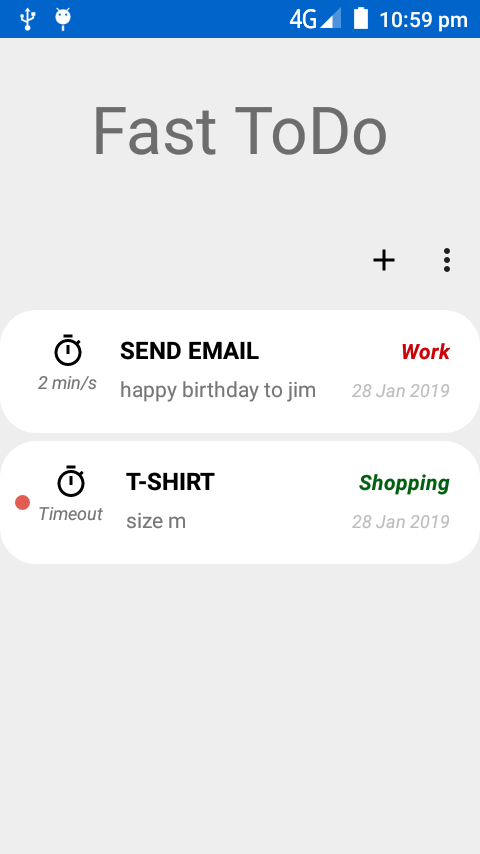 4G 10:59 pm
Fast ToDo
SEND EMAIL Work
2 min/s happy birthday to jim 28 Jan 2019
T-SHIRT Shopping
Timeout size m 28 Jan 2019